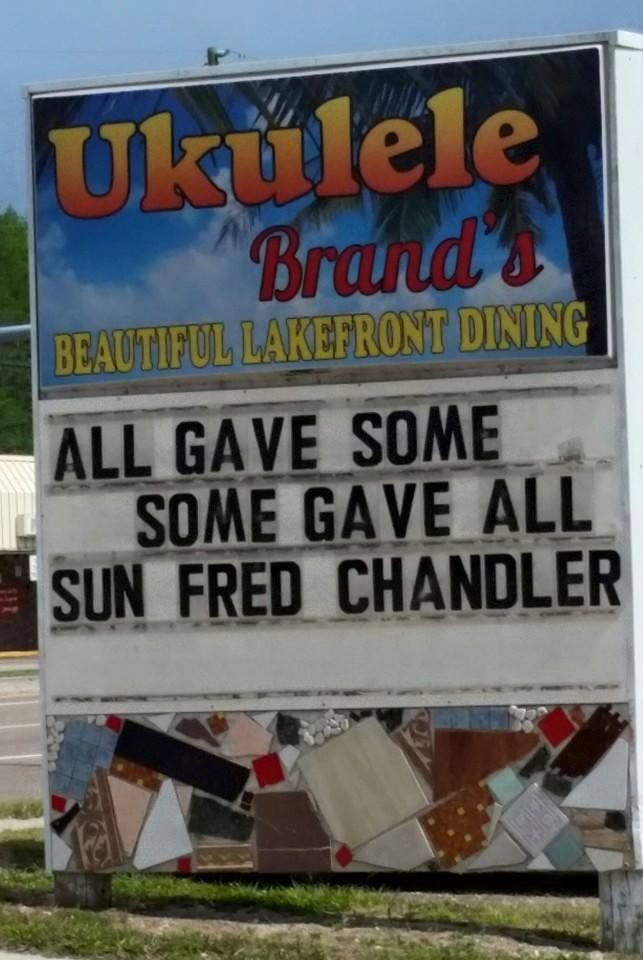 Ukulele
Brand's
BEAUTIFUL LAKEFRONT DINING
ALL GAVE SOME
SOME GAVE ALL
SUN FRED CHANDLER